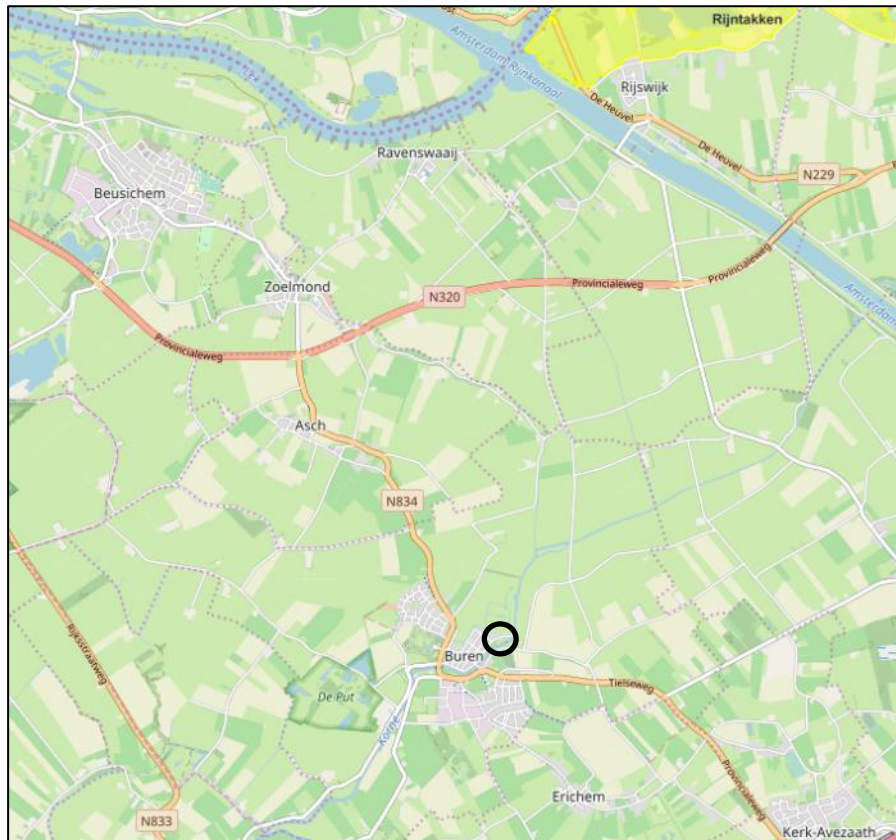 Rijntakken
Amsterdam Rijnkanaal
Lek
Rijswijk
De Heuvel
De Heuvel
Ravenswaaij
N229
Beusichem
Provincialeweg
Zoelmond
N320
Provincialeweg
Amsterdam
Provincialeweg
Asch
N834
Rijksstraatweg
Buren
Tielseweg
De Put
Korne
Provincialeweg
Erichem
N833
Kerk-Avezaath